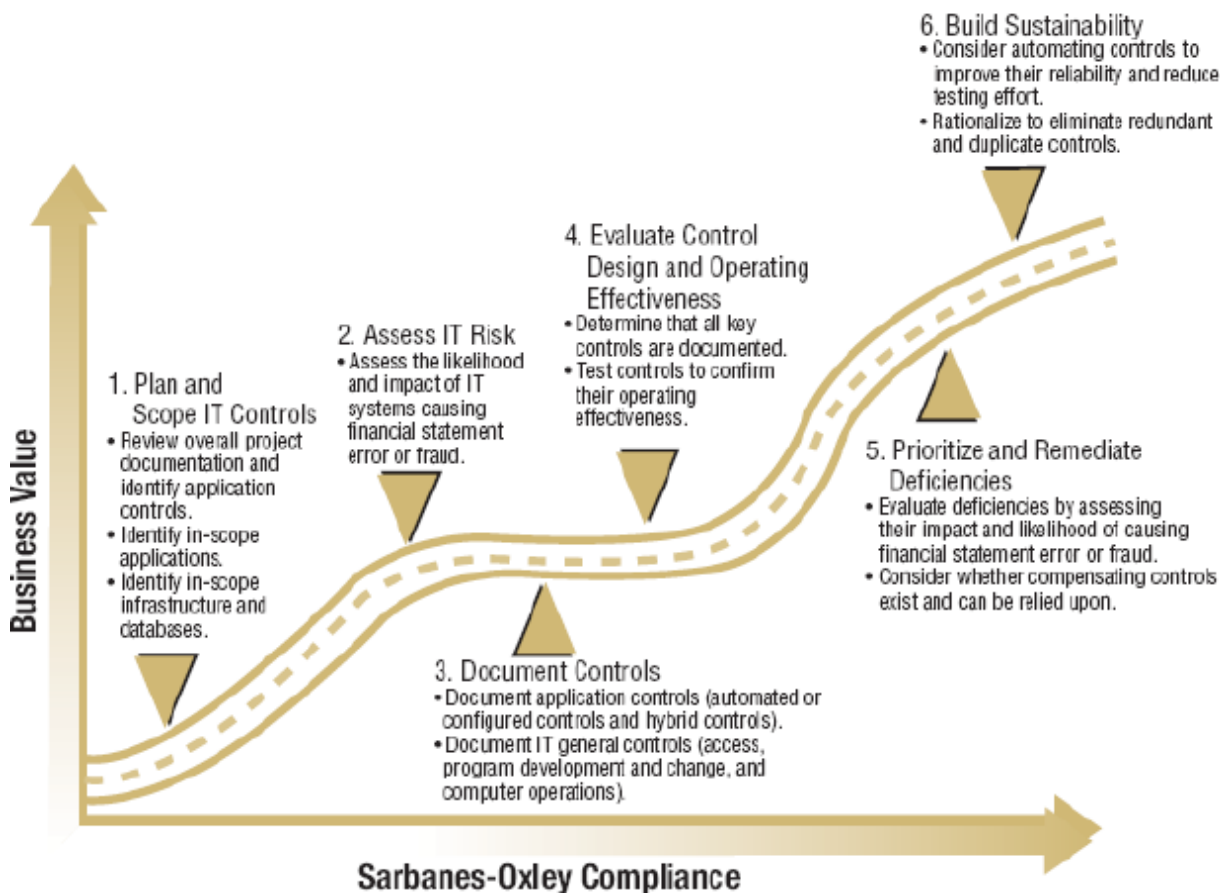 6. Build Sustainability
• Consider automating controls to
improve their reliability and reduce
testing effort.
• Rationalize to eliminate redundant
and duplicate controls.
4. Evaluate Control
Design and Operating
Effectiveness
• Determine that all key
controls are documented.
• Test controls to confirm
their operating
effectiveness.
2. Assess IT Risk
• Assess the likelihood
and impact of IT
systems causing
financial statement
error or fraud.
1. Plan and
Scope IT Controls
• Review overall project
documentation and
identify application
controls.
• Identify in-scope
applications.
• Identify in-scope
infrastructure and
databases.
5. Prioritize and Remediate
Deficiencies
• Evaluate deficiencies by assessing
their impact and likelihood of causing
financial statement error or fraud.
• Consider whether compensating controls
exist and can be relied upon.
3. Document Controls
• Document application controls (automated or
configured controls and hybrid controls).
• Document IT general controls (access,
program development and change, and
computer operations).
Business Value
Sarbanes-Oxley Compliance